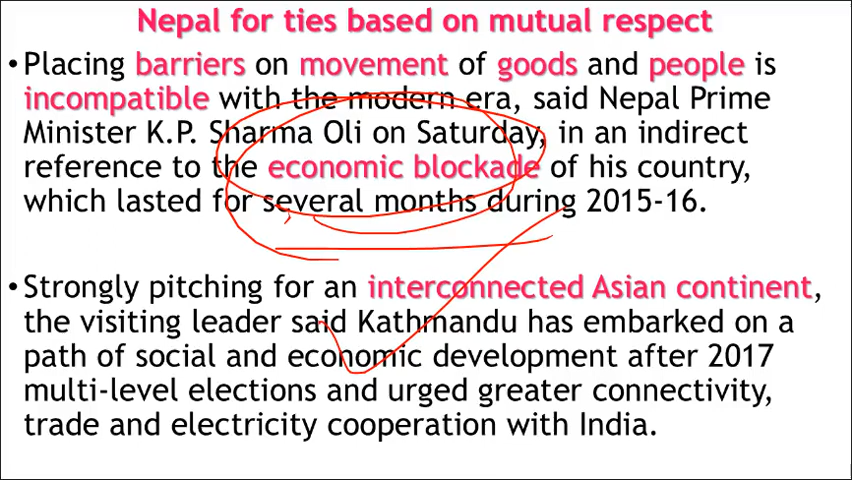 Nepal for ties based on mutual respect
•Placing barriers on movement of goods and people is
incompatible with the modern era, said Nepal Prime
Minister K.P. Sharma Oli on Saturday, in an indirect
reference to the economic blockade of his country,
which lasted for several months during 2015-16.
•Strongly pitching for an interconnected Asian continent,
the visiting leader said Kathmandu has embarked on a
path of social and economic development after 2017
multi-level elections and urged greater connectivity,
trade and electricity cooperation with India.